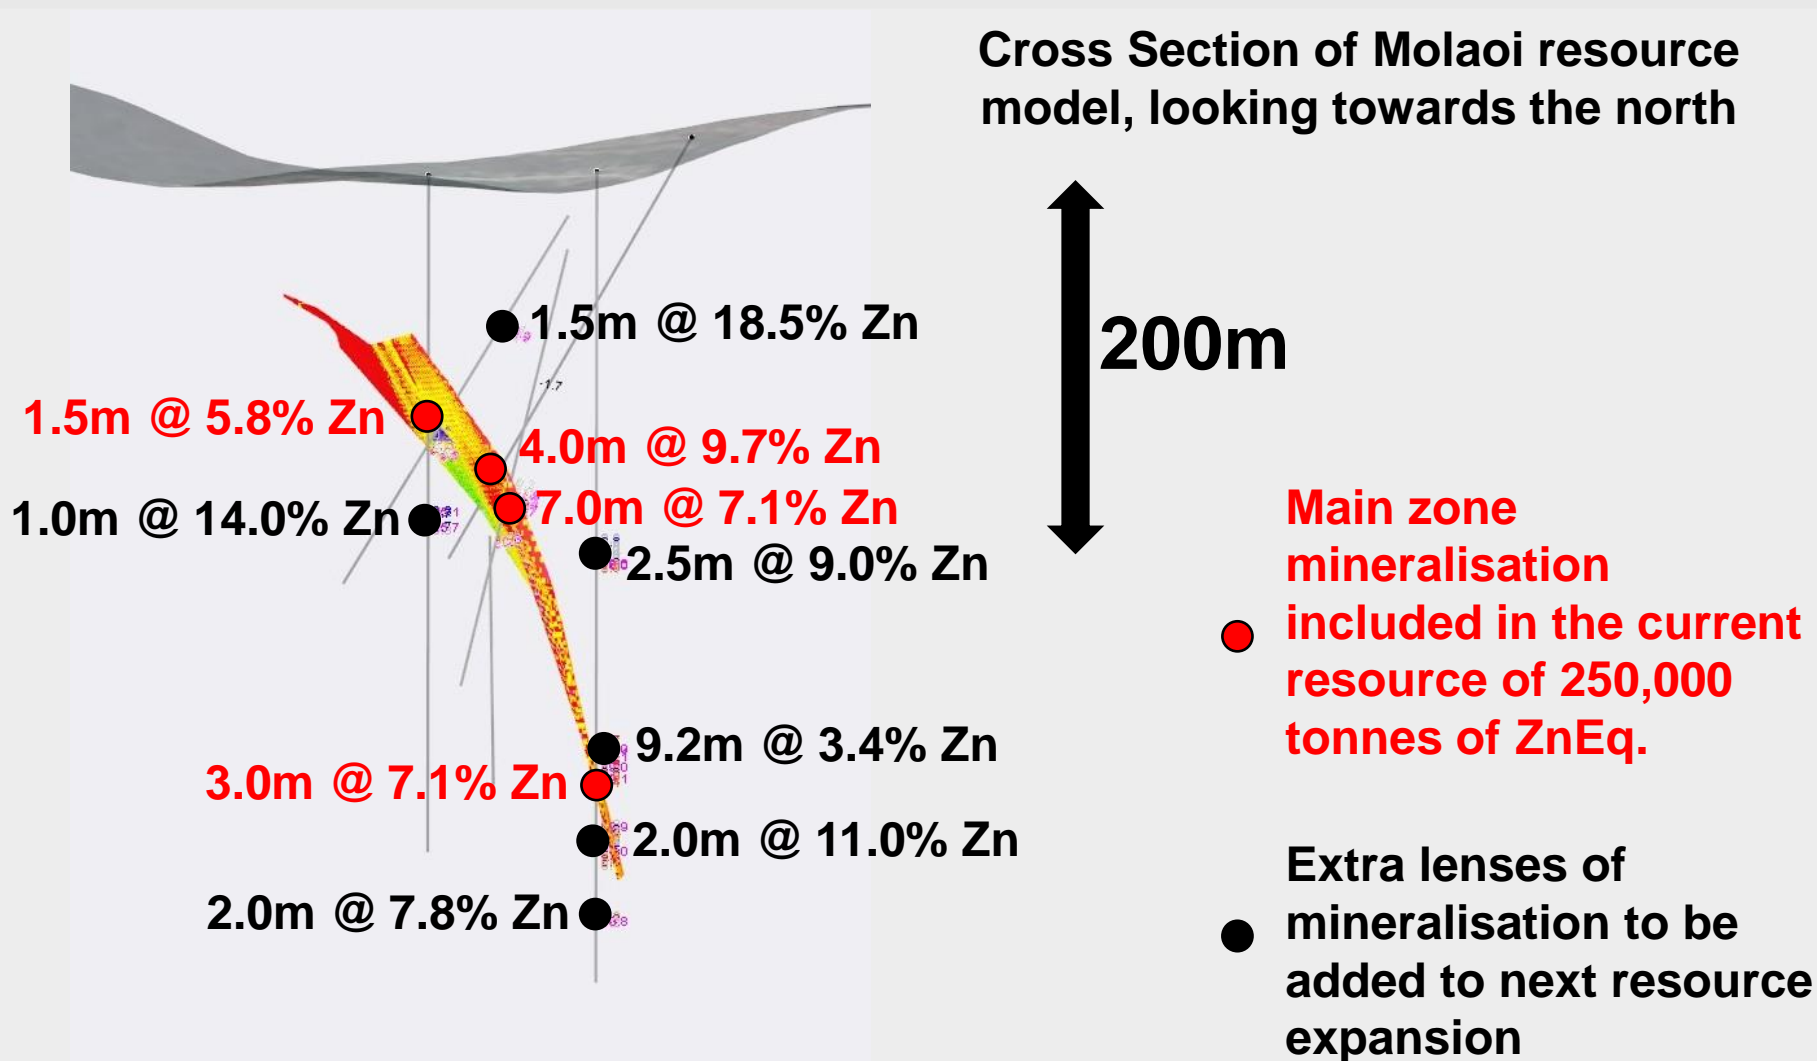 Cross Section of Molaoi resource
model, looking towards the north
200m
1.5m @ 18.5% Zn
-1.7
1.5m @ 5.8% Zn
4.0m @ 9.7% Zn
7.0m @ 7.1% Zn
1.0m @ 14.0% Zn
2.5m @ 9.0% Zn
9.2m @ 3.4% Zn
3.0m @ 7.1% Zn
2.0m @ 11.0% Zn
2.0m @ 7.8% Zn
Main zone
mineralisation
included in the current
resource of 250,000
tonnes of ZnEq.
Extra lenses of
mineralisation to be
added to next resource
expansion